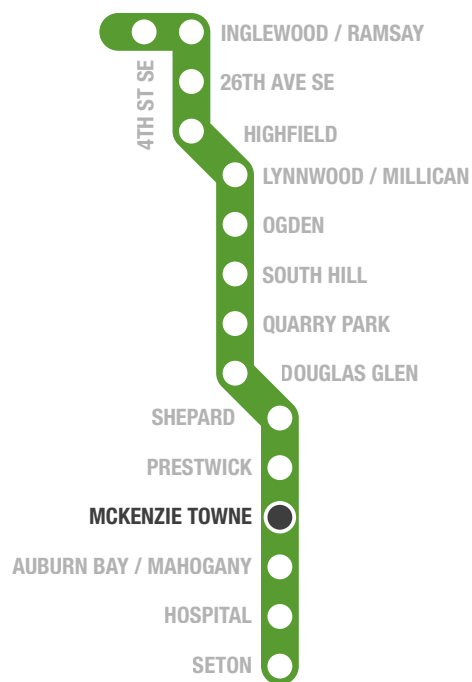 INGLEWOOD / RAMSAY
4TH ST SE
26TH AVE SE
HIGHFIELD
LYNNWOOD / MILLICAN
OGDEN
SOUTH HILL
QUARRY PARK
DOUGLAS GLEN
SHEPARD
PRESTWICK
MCKENZIE TOWNE
AUBURN BAY / MAHOGANY
HOSPITAL
SETON